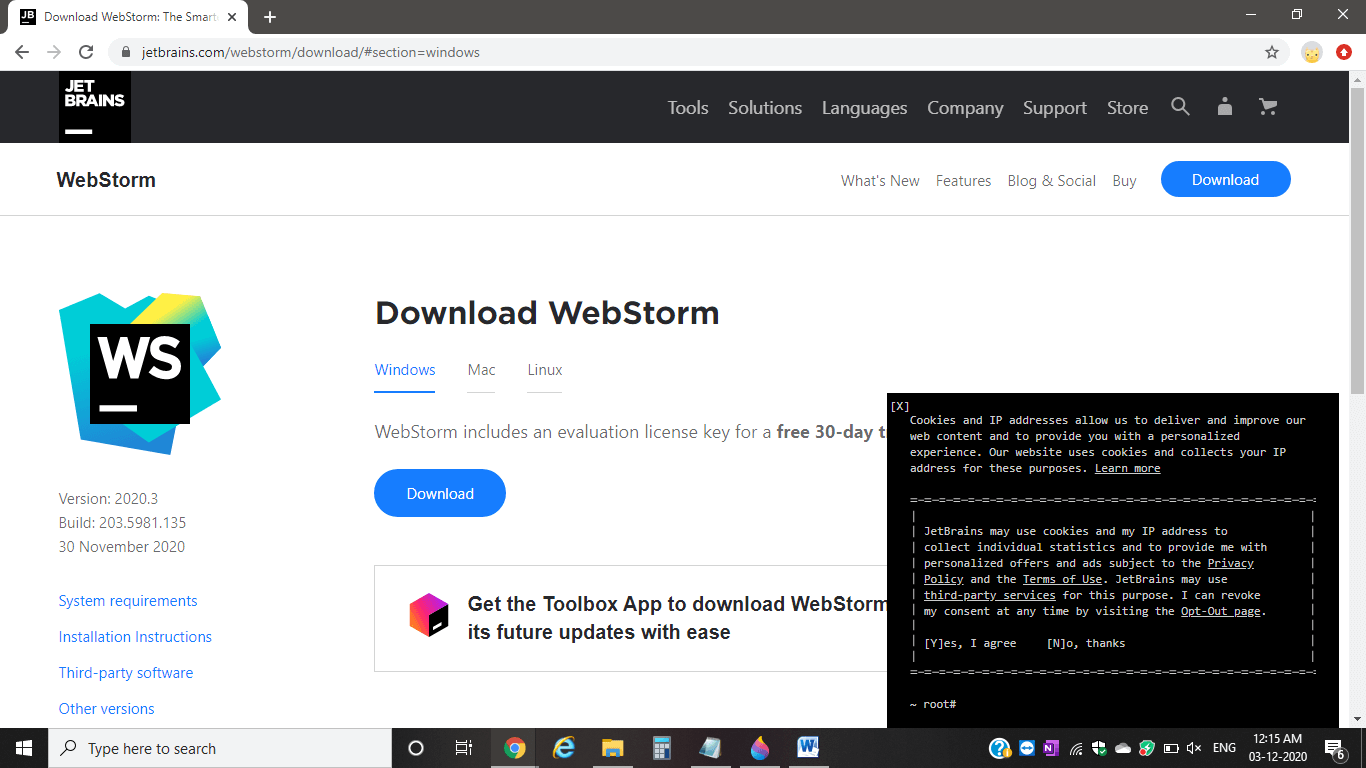 JB Download WebStorm: The Smarte
jetbrains.com/webstorm/download/#section=windows
JET
BRAINS
Tools Solutions Languages Company Support Store
WebStorm
What's New Features Blog & Social Buy Download
WS
Download WebStorm
Windows Mac Linux
WebStorm includes an evaluation license key for a free 30-day t
Download
Version: 2020.3
Build: 203.5981.135
30 November 2020
System requirements
Installation Instructions
Third-party software
Other versions
Get the Toolbox App to download WebStorm
its future updates with ease
[X]
Cookies and IP addresses allow us to deliver and improve our
web content and to provide you with a personalized
experience. Our website uses cookies and collects your IP
address for these purposes. Learn more
JetBrains may use cookies and my IP address to
collect individual statistics and to provide me with
personalized offers and ads subject to the Privacy
Policy and the Terms of Use. JetBrains may use
third-party services for this purpose. I can revoke
my consent at any time by visiting the Opt-Out page.
[Y]es, I agree [N]o, thanks
~ root#
Type here to search
ENG
12:15 AM
03-12-2020
6